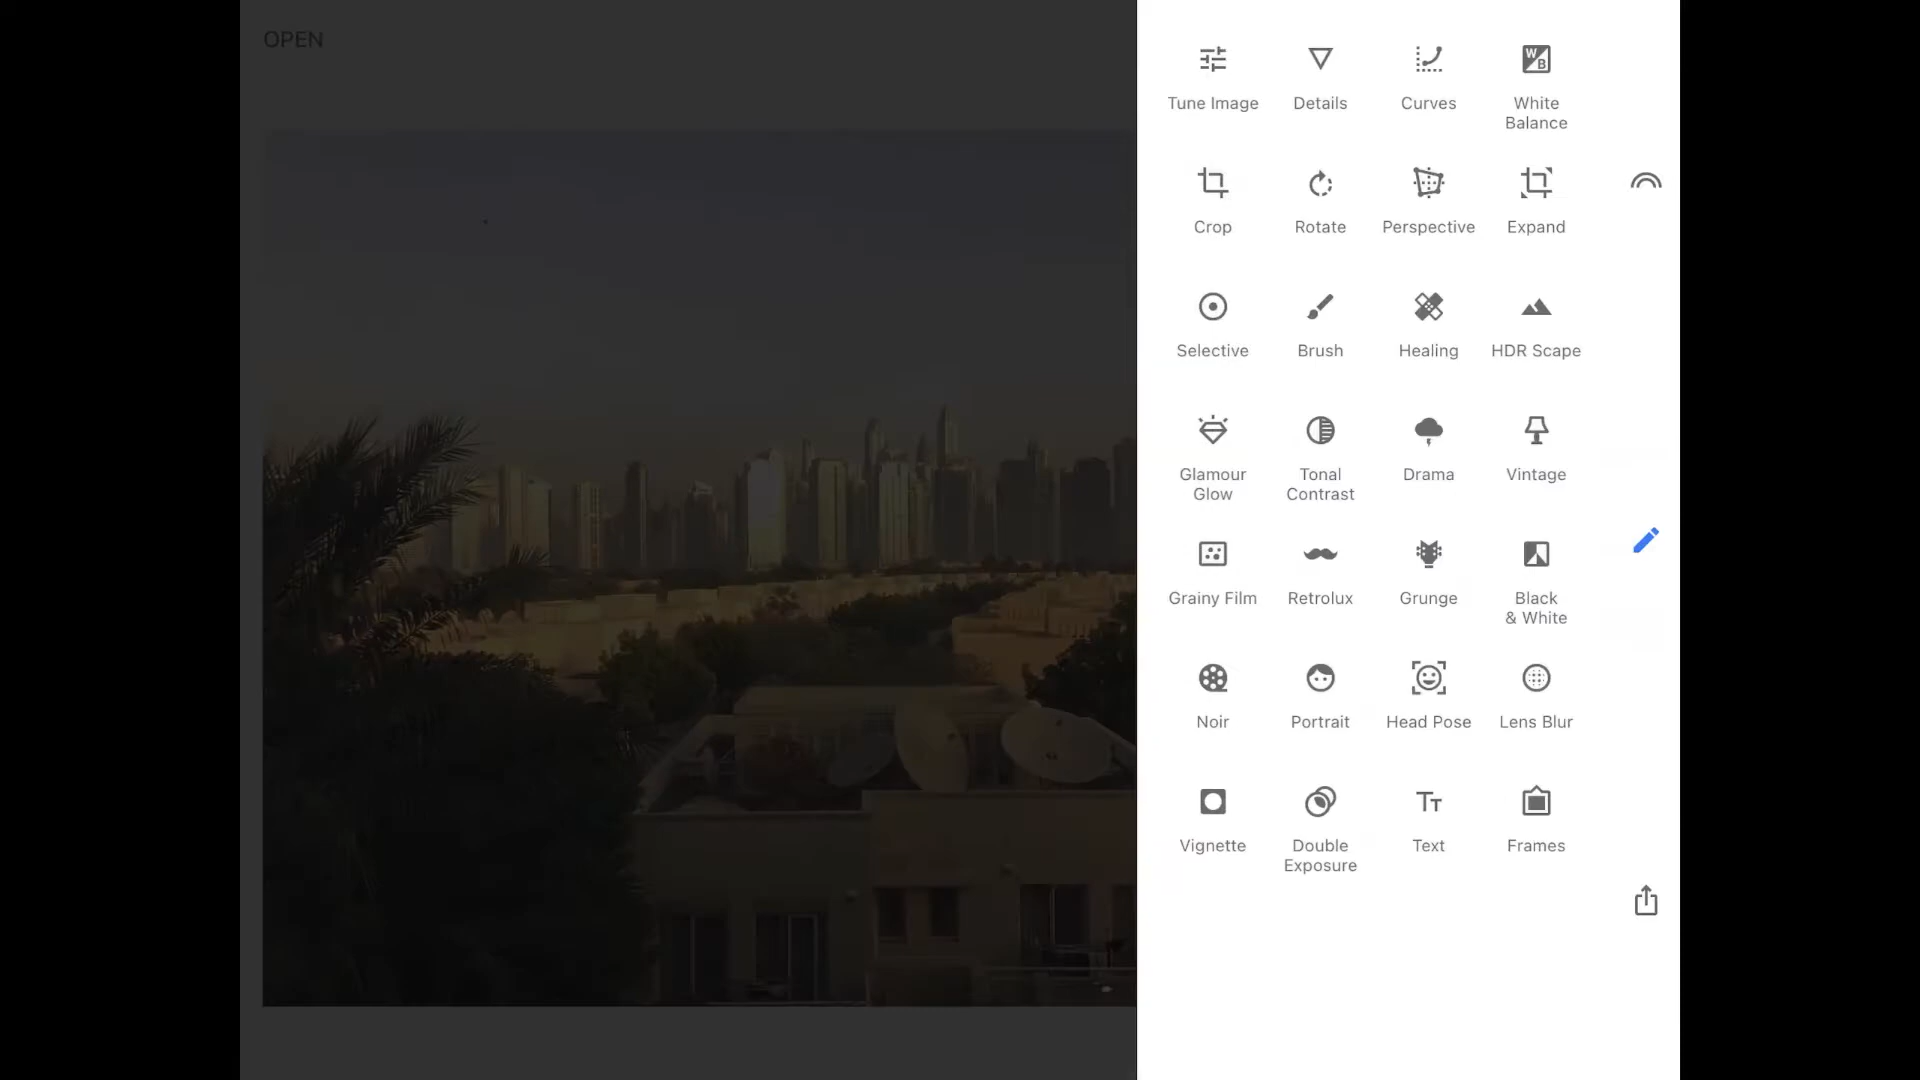 OPEN
Tune Image
Details
Curves
White
Balance
Crop
Rotate
Perspective
Expand
Selective
Brush
Healing
HDR Scape
Glamour
Glow
Tonal
Contrast
Drama
Vintage
Grainy Film
Retrolux
Grunge
Black
& White
Noir
Portrait
Head Pose
Lens Blur
Vignette
Double
Exposure
Text
Frames